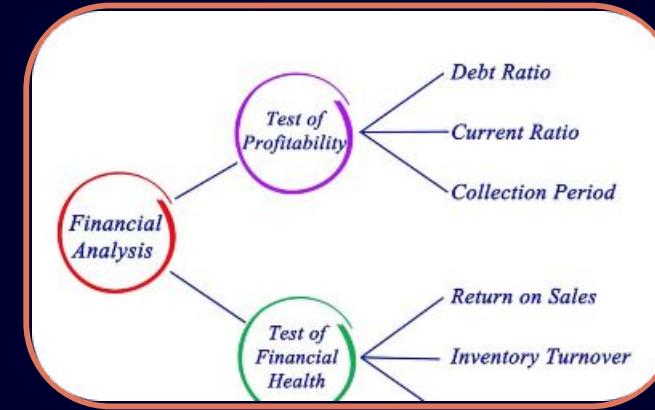 Financial
Analysis
Test of
Profitability
Debt Ratio
Current Ratio
Collection Period
Test of
Financial
Health
Return on Sales
Inventory Turnover